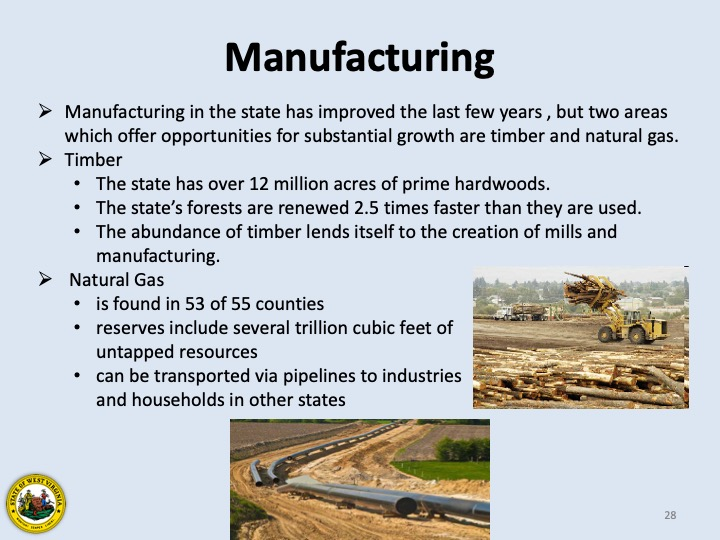 Manufacturing
➢ Manufacturing in the state has improved the last few years , but two areas
which offer opportunities for substantial growth are timber and natural gas.
➢ Timber
• The state has over 12 million acres of prime hardwoods.
• The state’s forests are renewed 2.5 times faster than they are used.
• The abundance of timber lends itself to the creation of mills and
manufacturing.
➢ Natural Gas
• is found in 53 of 55 counties
• reserves include several trillion cubic feet of
untapped resources
• can be transported via pipelines to industries
and households in other states
STATE OF WEST VIRGINIA
28